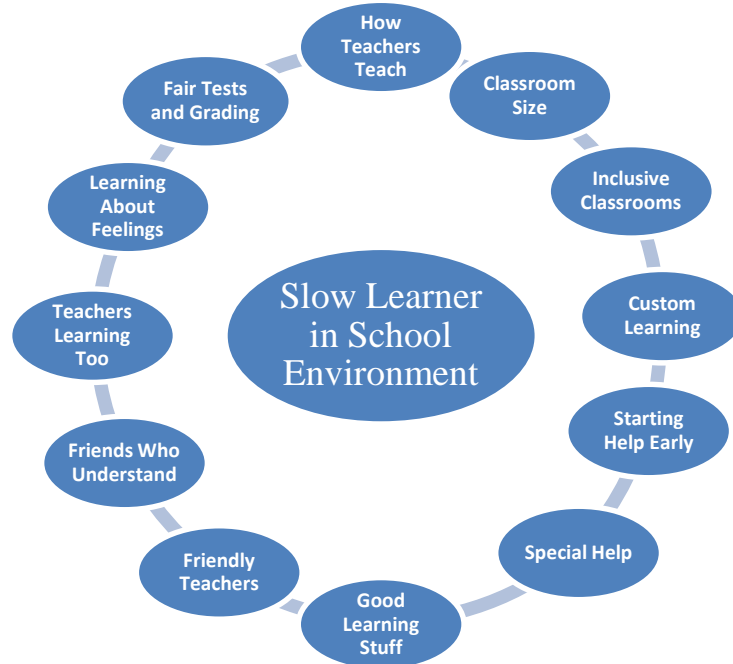 How
Teachers
Teach
Classroom
Size
Inclusive
Classrooms
Custom
Learning
Starting
Help Early
Special Help
Good
Learning
Stuff
Friendly
Teachers
Friends Who
Understand
Teachers
Learning
Too
Learning
About
Feelings
Fair Tests
and Grading
Slow Learner
in School
Environment